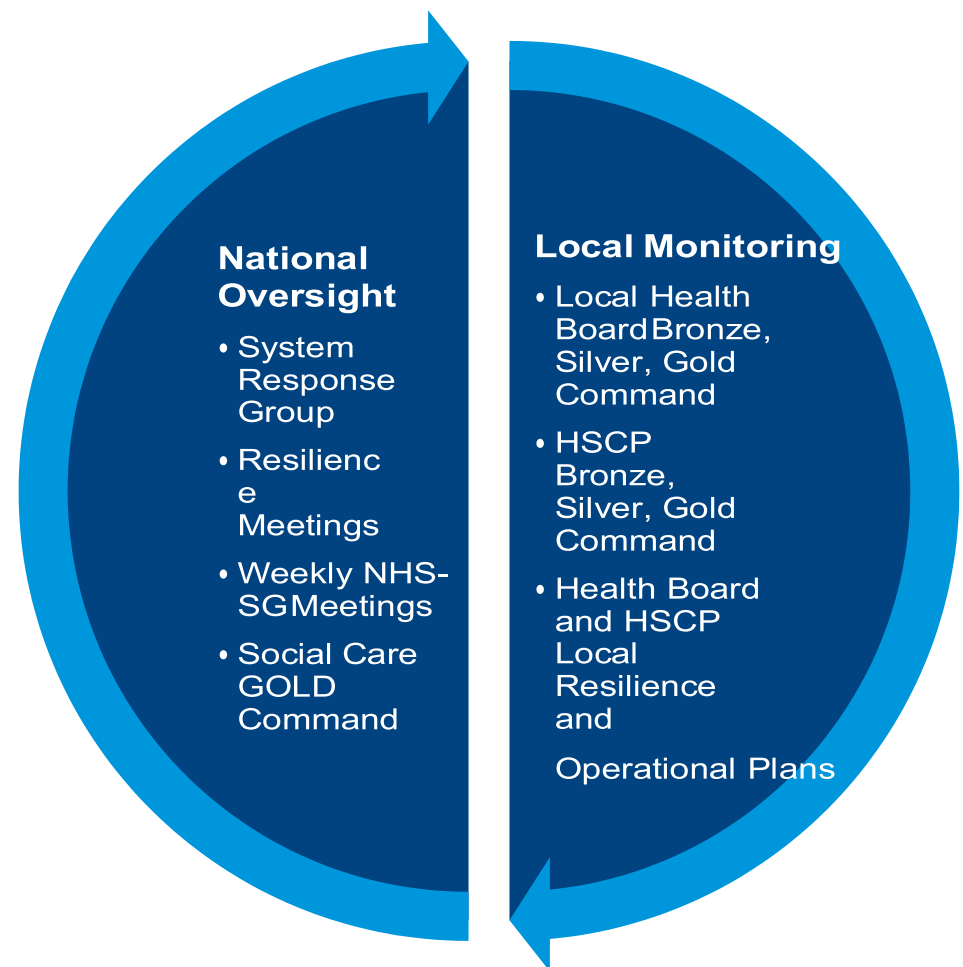 National
Oversight
• System
Response
Group
• Resilienc
e
Meetings
• Weekly NHS-
SGMeetings
• Social Care
GOLD
Command
Local Monitoring
• Local Health
BoardBronze,
Silver, Gold
Command
• HSCP
Bronze,
Silver, Gold
Command
• Health Board
and HSCP
Local
Resilience
and
Operational Plans